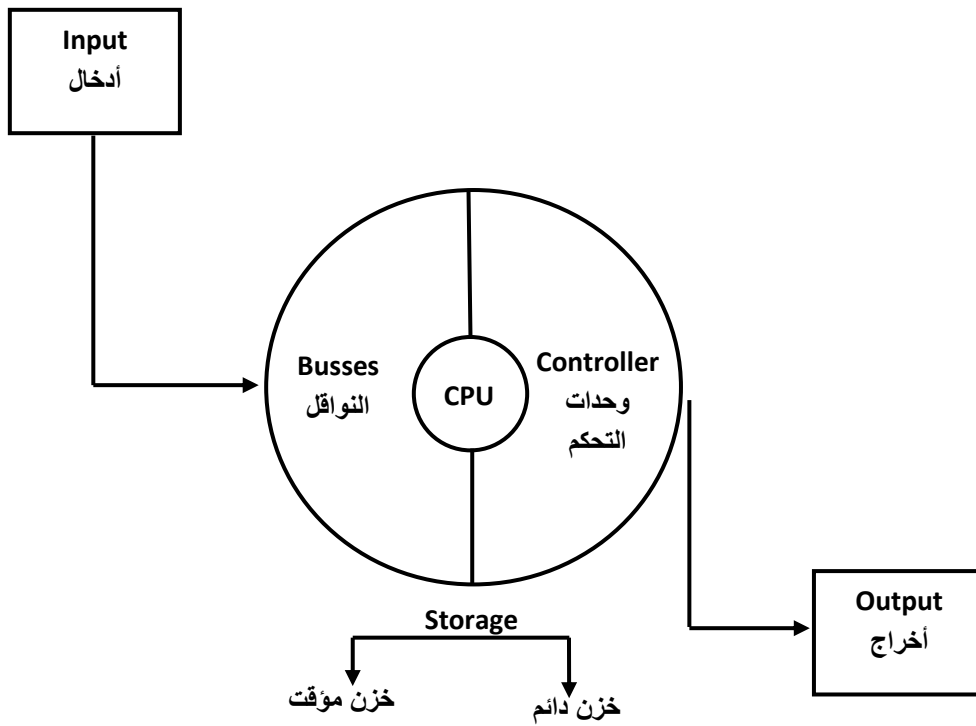 Input
أدخال
Busses
النواقل
CPU
Controller
وحدات
التحكم
Output
أخراج
Storage
خزن مؤقت
خزن دائم